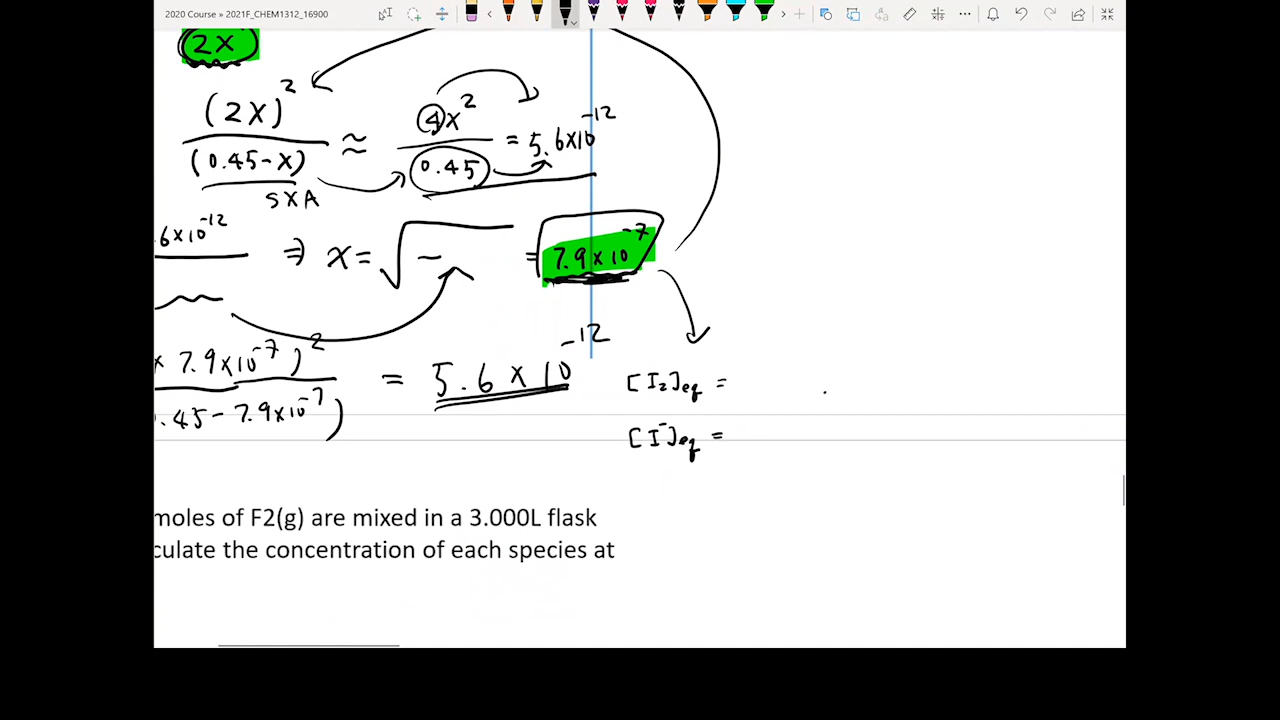 2020 Course » 2021F_CHEM1312_16900
2X
(2X)² / (0.45-X) ≈ 4X² / 0.45 = 5.6x10⁻¹²
SXA
.6x10⁻¹² ⇒ X = √~ = 7.9x10⁻⁷
x 7.9x10⁻⁷)² / .45-7.9x10⁻⁷) = 5.6 x 10⁻¹²
[I₂]eq =
[I⁻]eq =
moles of F2(g) are mixed in a 3.000L flask
culate the concentration of each species at